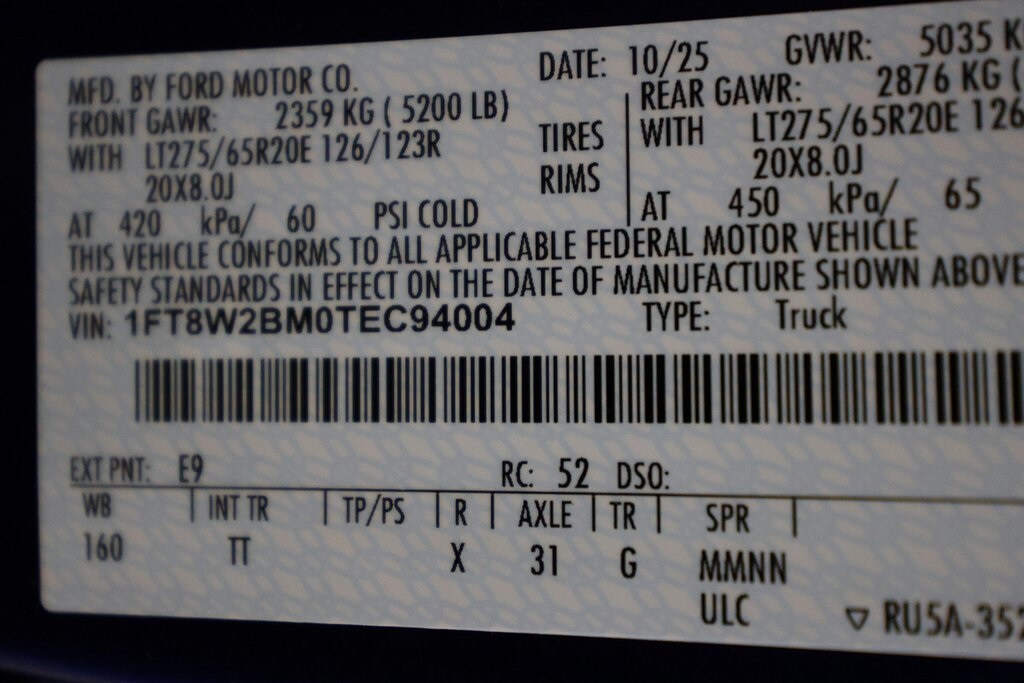 MFD. BY FORD MOTOR CO. DATE: 10/25 GVWR: 5035 K
FRONT GAWR: 2359 KG ( 5200 LB) REAR GAWR: 2876 KG (
WITH LT275/65R20E 126/123R TIRES WITH LT275/65R20E 126
20X8.0J RIMS 20X8.0J
AT 420 kPa/ 60 PSI COLD AT 450 kPa/ 65
THIS VEHICLE CONFORMS TO ALL APPLICABLE FEDERAL MOTOR VEHICLE
SAFETY STANDARDS IN EFFECT ON THE DATE OF MANUFACTURE SHOWN ABOVE
VIN: 1FT8W2BM0TEC94004 TYPE: Truck
EXT PNT: E9 RC: 52 DSO:
WB INT TR TP/PS R AXLE TR SPR
160 TT X 31 G MMNN
ULC RU5A-352